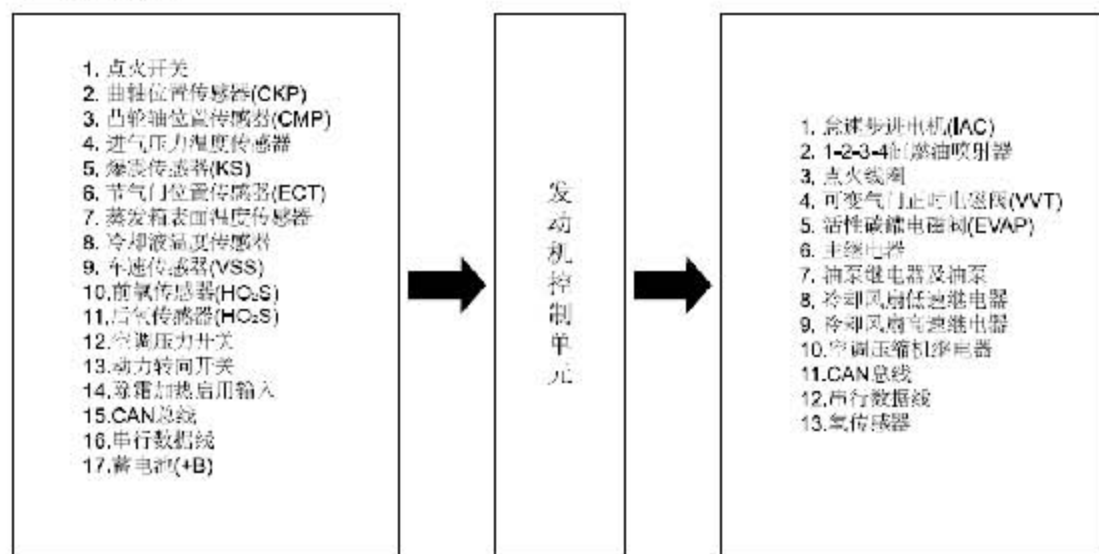 1. 点火开关
2. 曲轴位置传感器(CKP)
3. 凸轮轴位置传感器(CMP)
4. 进气压力温度传感器
5. 爆震传感器(KS)
6. 节气门位置传感器(ECT)
7. 蒸发箱表面温度传感器
8. 冷却液温度传感器
9. 车速传感器(VSS)
10.前氧传感器(HO₂S)
11.后氧传感器(HO₂S)
12.空调压力开关
13.动力转向开关
14.除霜加热启用输入
15.CAN总线
16.串行数据线
17.蓄电池(+B)
发动机控制单元
1. 怠速步进电机(IAC)
2. 1-2-3-4缸燃油喷射器
3. 点火线圈
4. 可变气门正时电磁阀(VVT)
5. 活性碳罐电磁阀(EVAP)
6. 主继电器
7. 油泵继电器及油泵
8. 冷却风扇低速继电器
9. 冷却风扇高速继电器
10.空调压缩机继电器
11.CAN总线
12.串行数据线
13.氧传感器